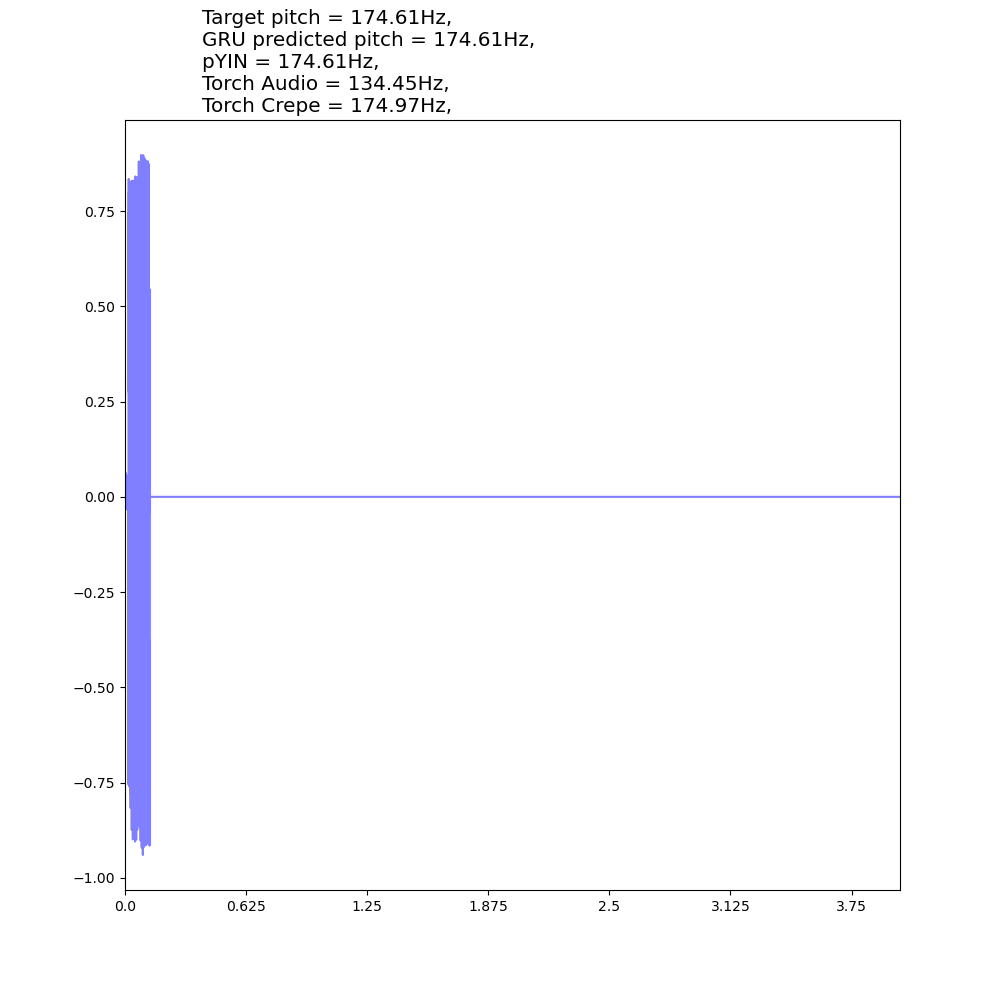 Target pitch = 174.61Hz,
GRU predicted pitch = 174.61Hz,
pYIN = 174.61Hz,
Torch Audio = 134.45Hz,
Torch Crepe = 174.97Hz,
0.75
0.50
0.25
0.00
−0.25
−0.50
−0.75
−1.00
0.0 0.625 1.25 1.875 2.5 3.125 3.75